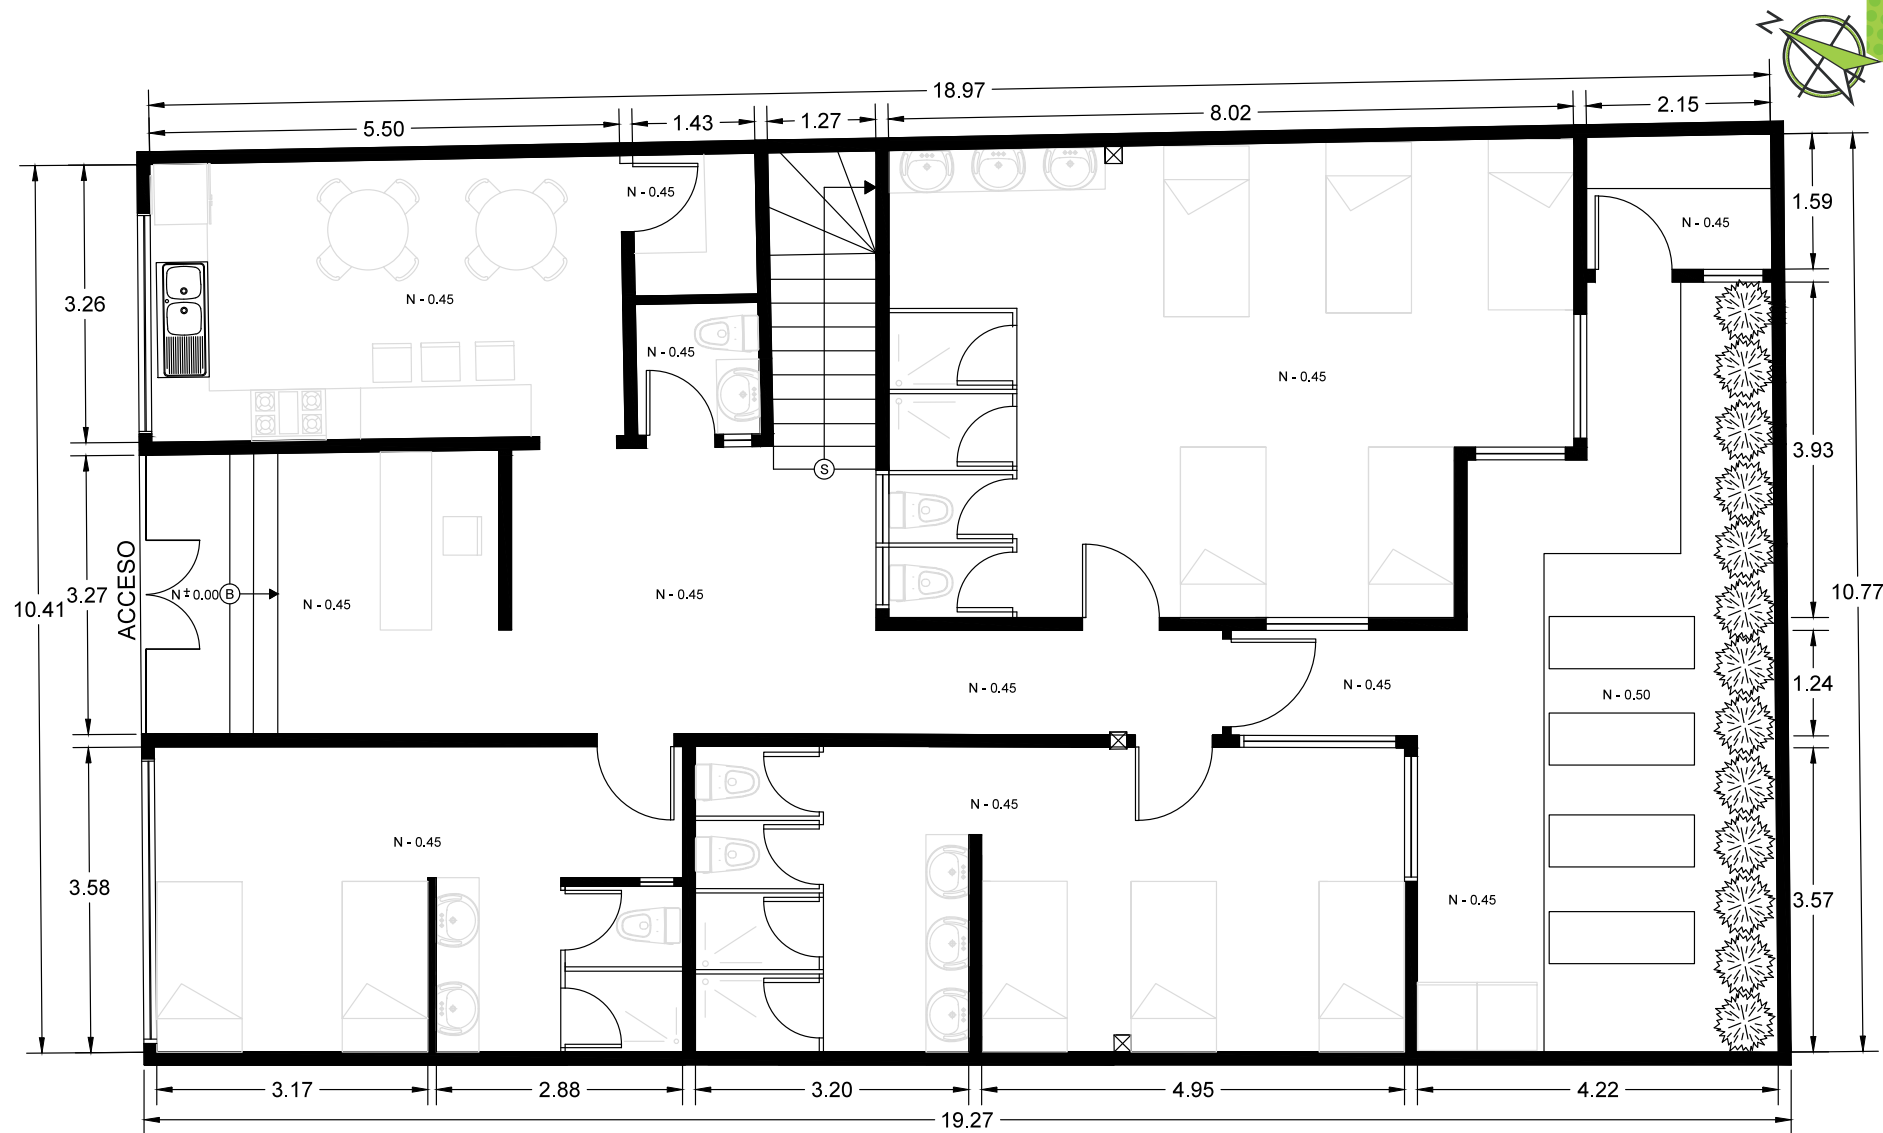 N
18.97
5.50
1.43
1.27
8.02
2.15
N - 0.45
1.59
N - 0.45
3.26
N - 0.45
N - 0.45
N - 0.45
3.93
S
ACCESO
10.41
3.27
N ± 0.00
B
N - 0.45
N - 0.45
10.77
N - 0.45
N - 0.45
N - 0.50
1.24
N - 0.45
N - 0.45
3.58
N - 0.45
3.57
3.17
2.88
3.20
4.95
4.22
19.27